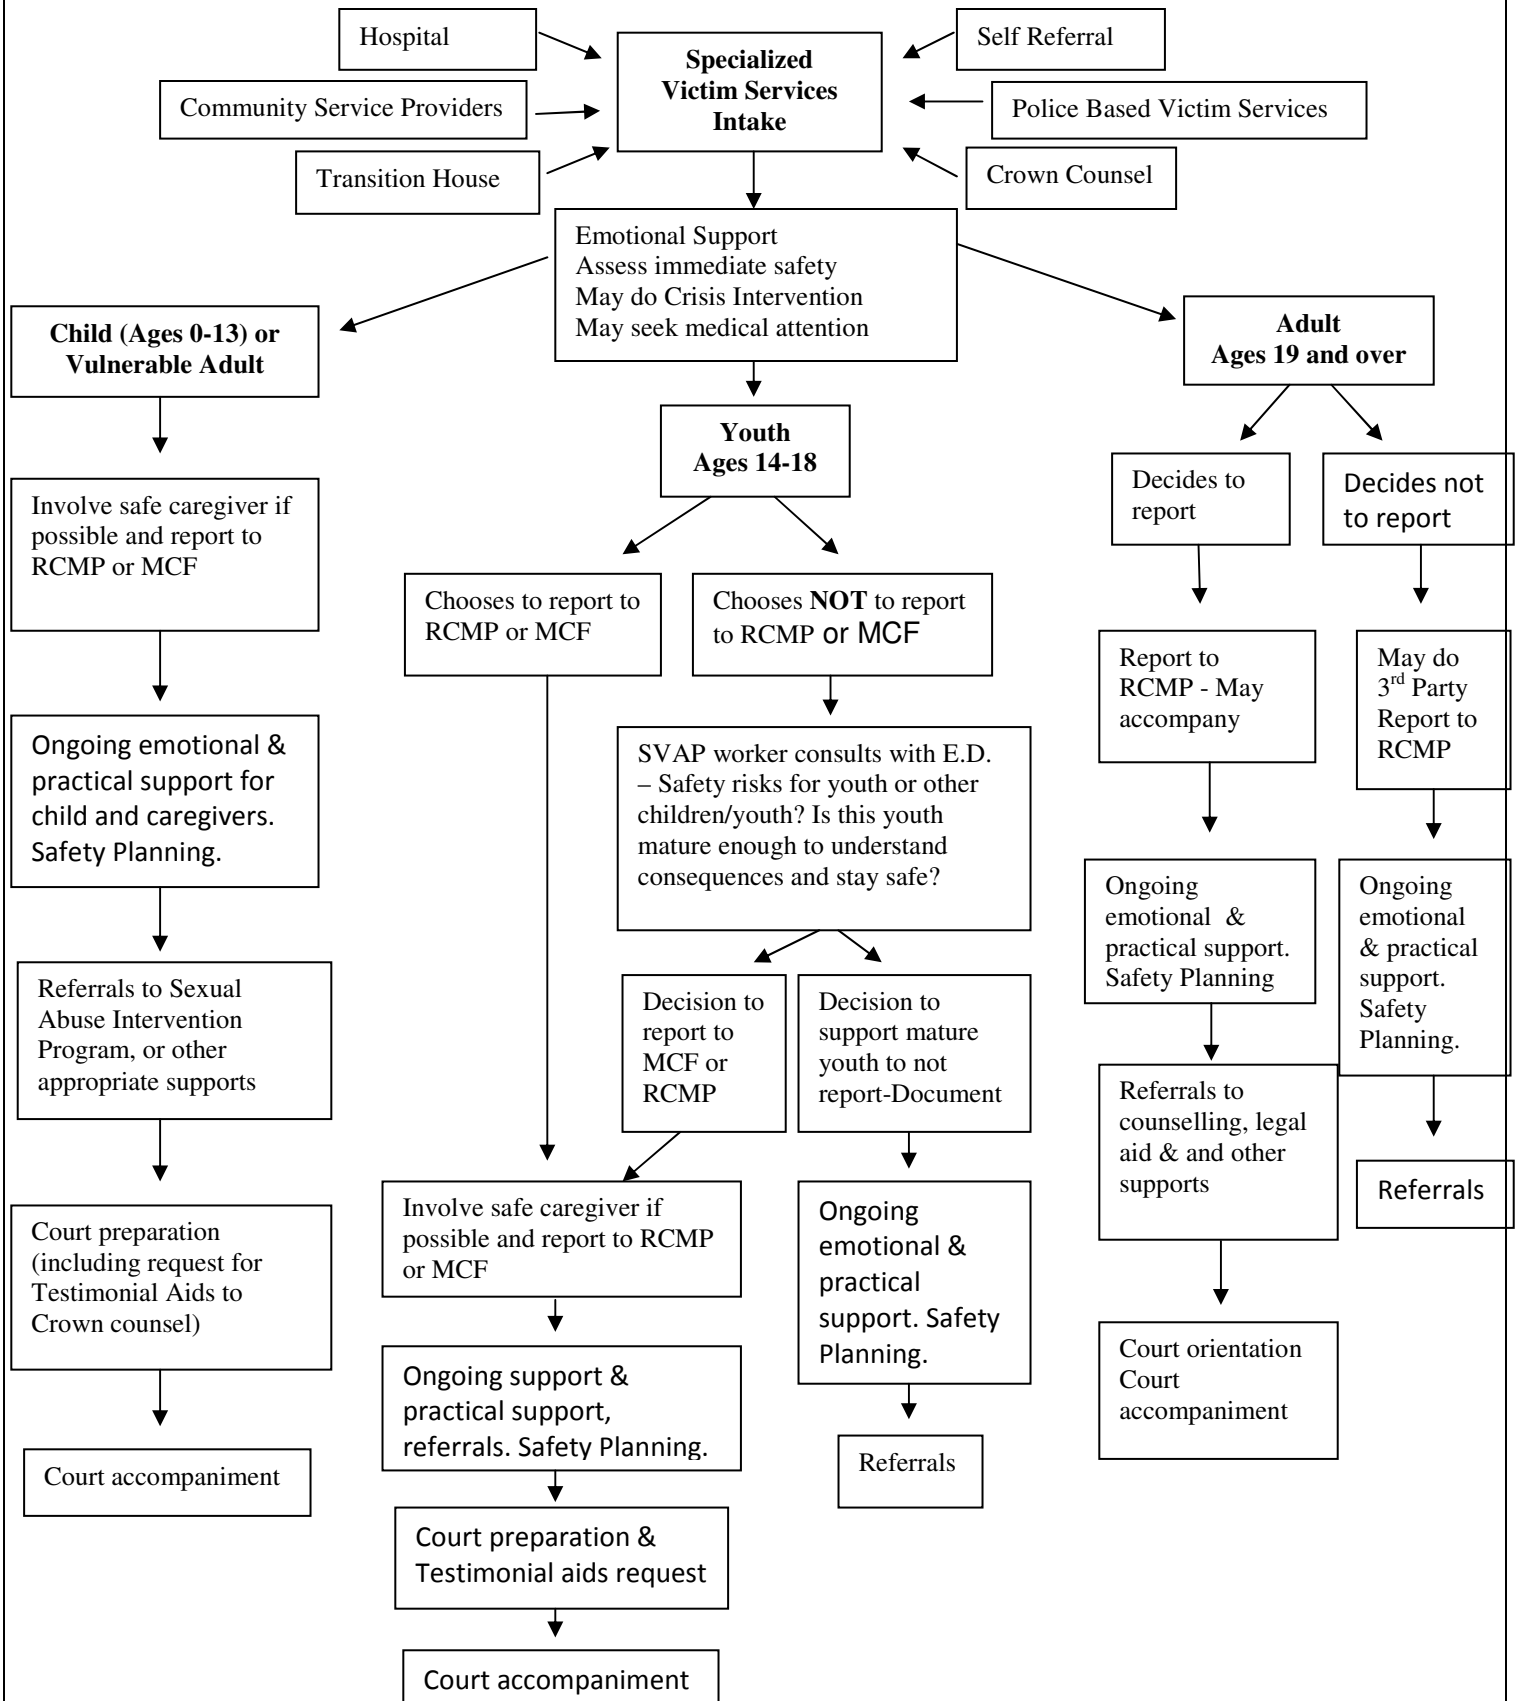 Hospital
Self Referral
Specialized
Victim Services
Intake
Community Service Providers
Police Based Victim Services
Transition House
Crown Counsel
Emotional Support
Assess immediate safety
May do Crisis Intervention
May seek medical attention
Child (Ages 0-13) or
Vulnerable Adult
Adult
Ages 19 and over
Youth
Ages 14-18
Involve safe caregiver if
possible and report to
RCMP or MCF
Decides to
report
Decides not
to report
Chooses to report to
RCMP or MCF
Chooses NOT to report
to RCMP or MCF
Report to
RCMP - May
accompany
May do
3rd Party
Report to
RCMP
Ongoing emotional &
practical support for
child and caregivers.
Safety Planning.
SVAP worker consults with E.D.
– Safety risks for youth or other
children/youth? Is this youth
mature enough to understand
consequences and stay safe?
Ongoing
emotional &
practical support.
Safety Planning
Ongoing
emotional
& practical
support.
Safety
Planning.
Referrals to Sexual
Abuse Intervention
Program, or other
appropriate supports
Decision to
report to
MCF or
RCMP
Decision to
support mature
youth to not
report-Document
Referrals to
counselling, legal
aid & and other
supports
Referrals
Court preparation
(including request for
Testimonial Aids to
Crown counsel)
Involve safe caregiver if
possible and report to RCMP
or MCF
Ongoing
emotional &
practical
support. Safety
Planning.
Court orientation
Court
accompaniment
Ongoing support &
practical support,
referrals. Safety Planning.
Court accompaniment
Referrals
Court preparation &
Testimonial aids request
Court accompaniment